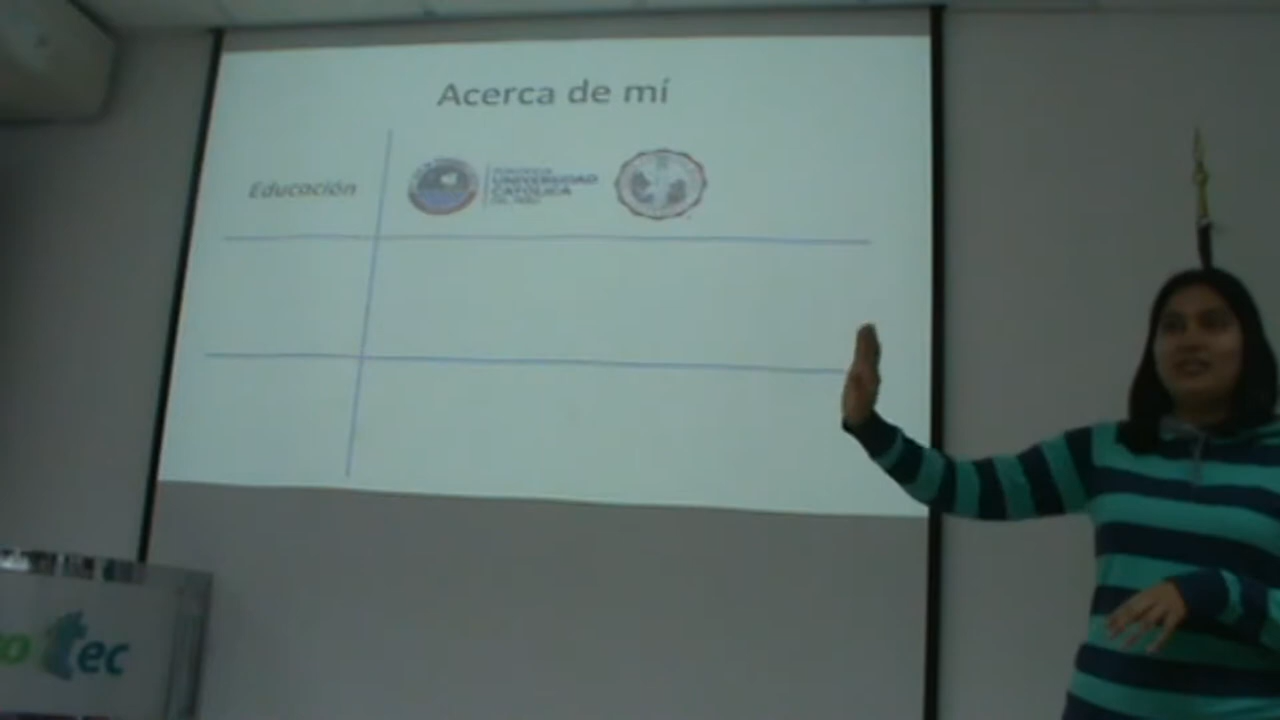 Acerca de mí
Educación
UNIVERSIDAD
CATÓLICA
o tec